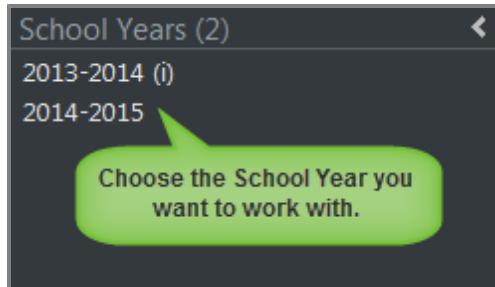 School Years (2)
2013-2014 (i)
2014-2015
Choose the School Year you
want to work with.